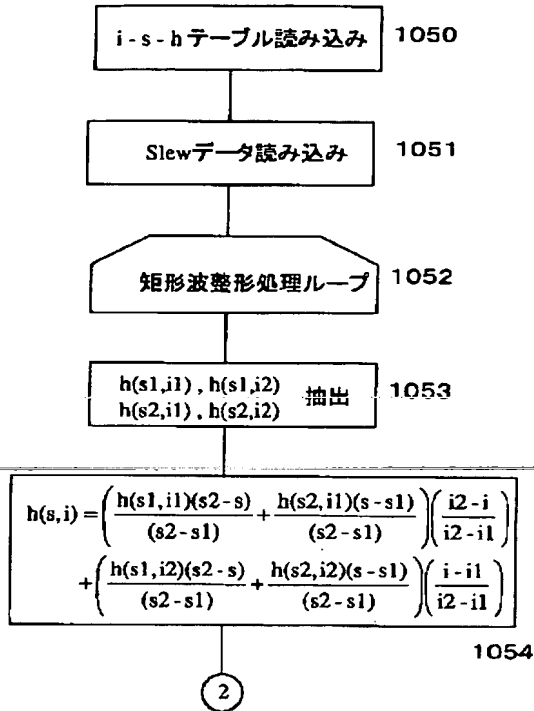 i-s-hテーブル読み込み 1050
Slewデータ読み込み 1051
矩形波整形処理ループ 1052
h(s1,i1) , h(s1,i2)
h(s2,i1) , h(s2,i2) 抽出 1053
h(s,i) = ( h(s1,i1)(s2-s) / (s2-s1) + h(s2,i1)(s-s1) / (s2-s1) ) ( i2-i / i2-i1 )
+ ( h(s1,i2)(s2-s) / (s2-s1) + h(s2,i2)(s-s1) / (s2-s1) ) ( i-i1 / i2-i1 )
1054
2